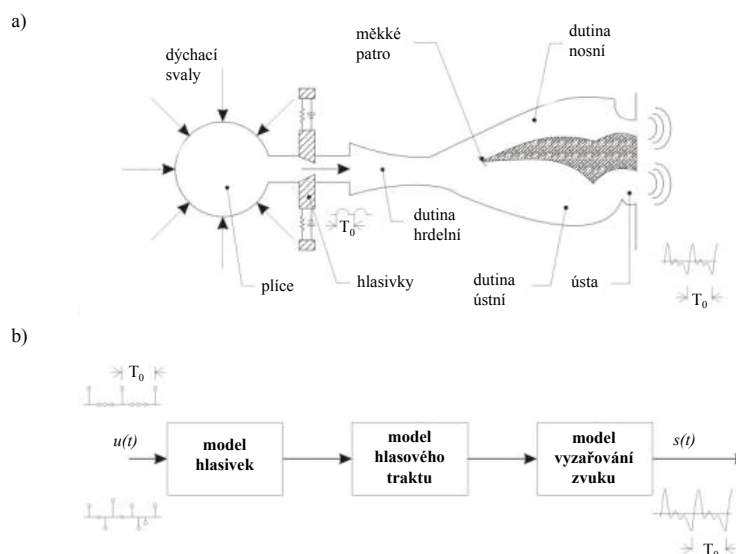 a)
dýchací
svaly
měkké
patro
dutina
nosní
T0
dutina
hrdelní
plíce
hlasivky
dutina
ústní
ústa
T0
b)
T0
u(t)
model
hlasivek
model
hlasového
traktu
model
vyzařování
zvuku
s(t)
T0